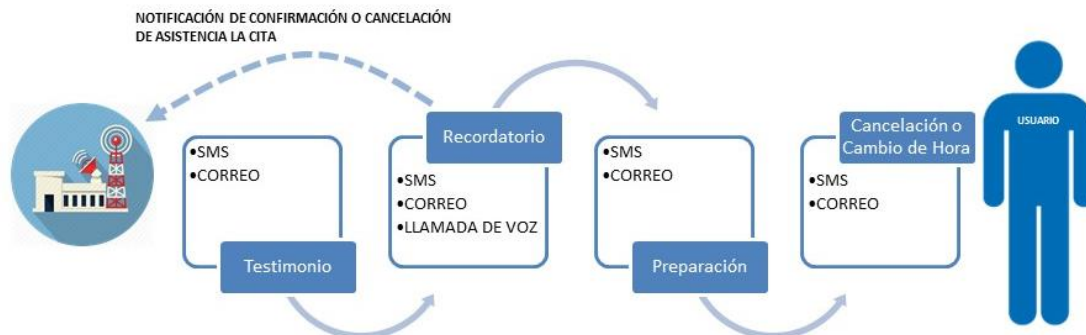 NOTIFICACIÓN DE CONFIRMACIÓN O CANCELACIÓN
DE ASISTENCIA LA CITA
•SMS
•CORREO
Testimonio
Recordatorio
•SMS
•CORREO
•LLAMADA DE VOZ
•SMS
•CORREO
Preparación
Cancelación o
Cambio de Hora
•SMS
•CORREO
USUARIO